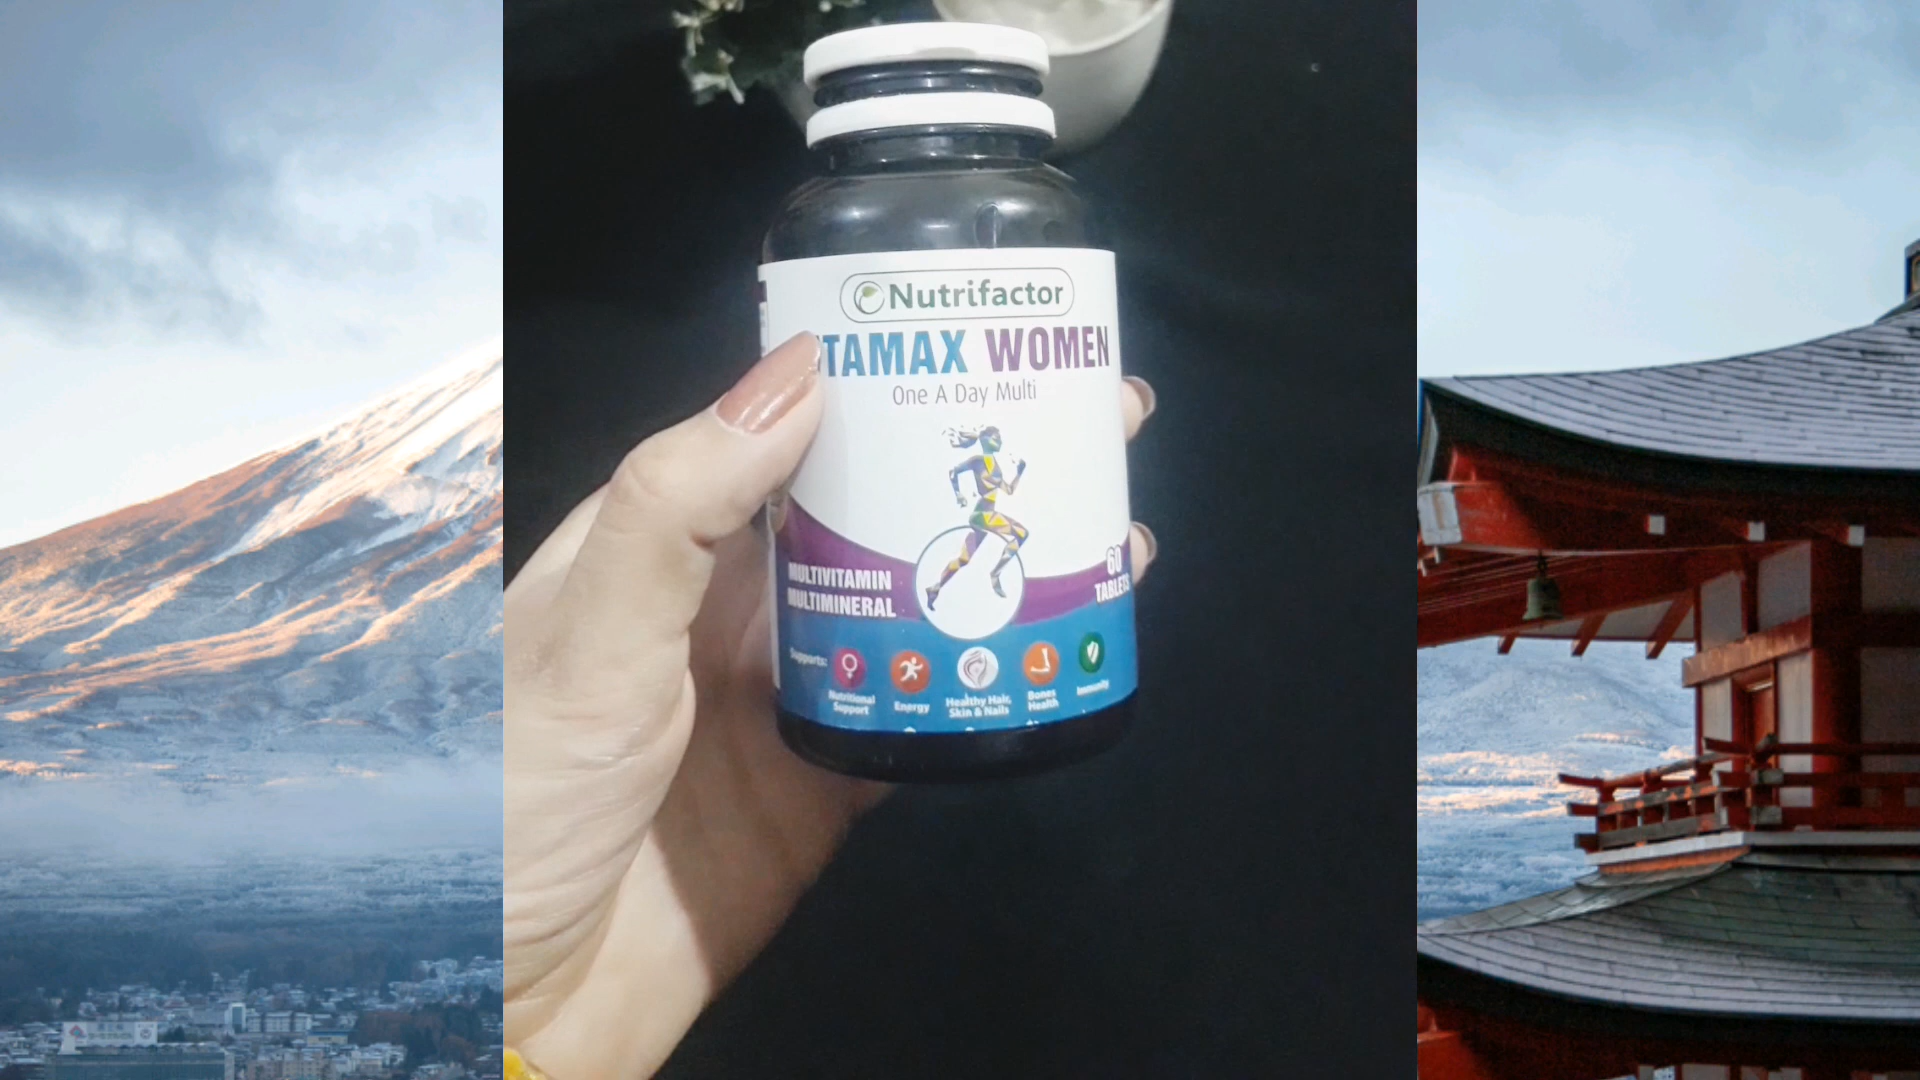 Nutrifactor
TAMAX WOMEN
One A Day Multi
MULTIVITAMIN
MULTIMINERAL
60
TABLETS
Supports:
Nutritional
Support
Energy
Healthy Hair,
Skin & Nails
Bones
Health
Immunity